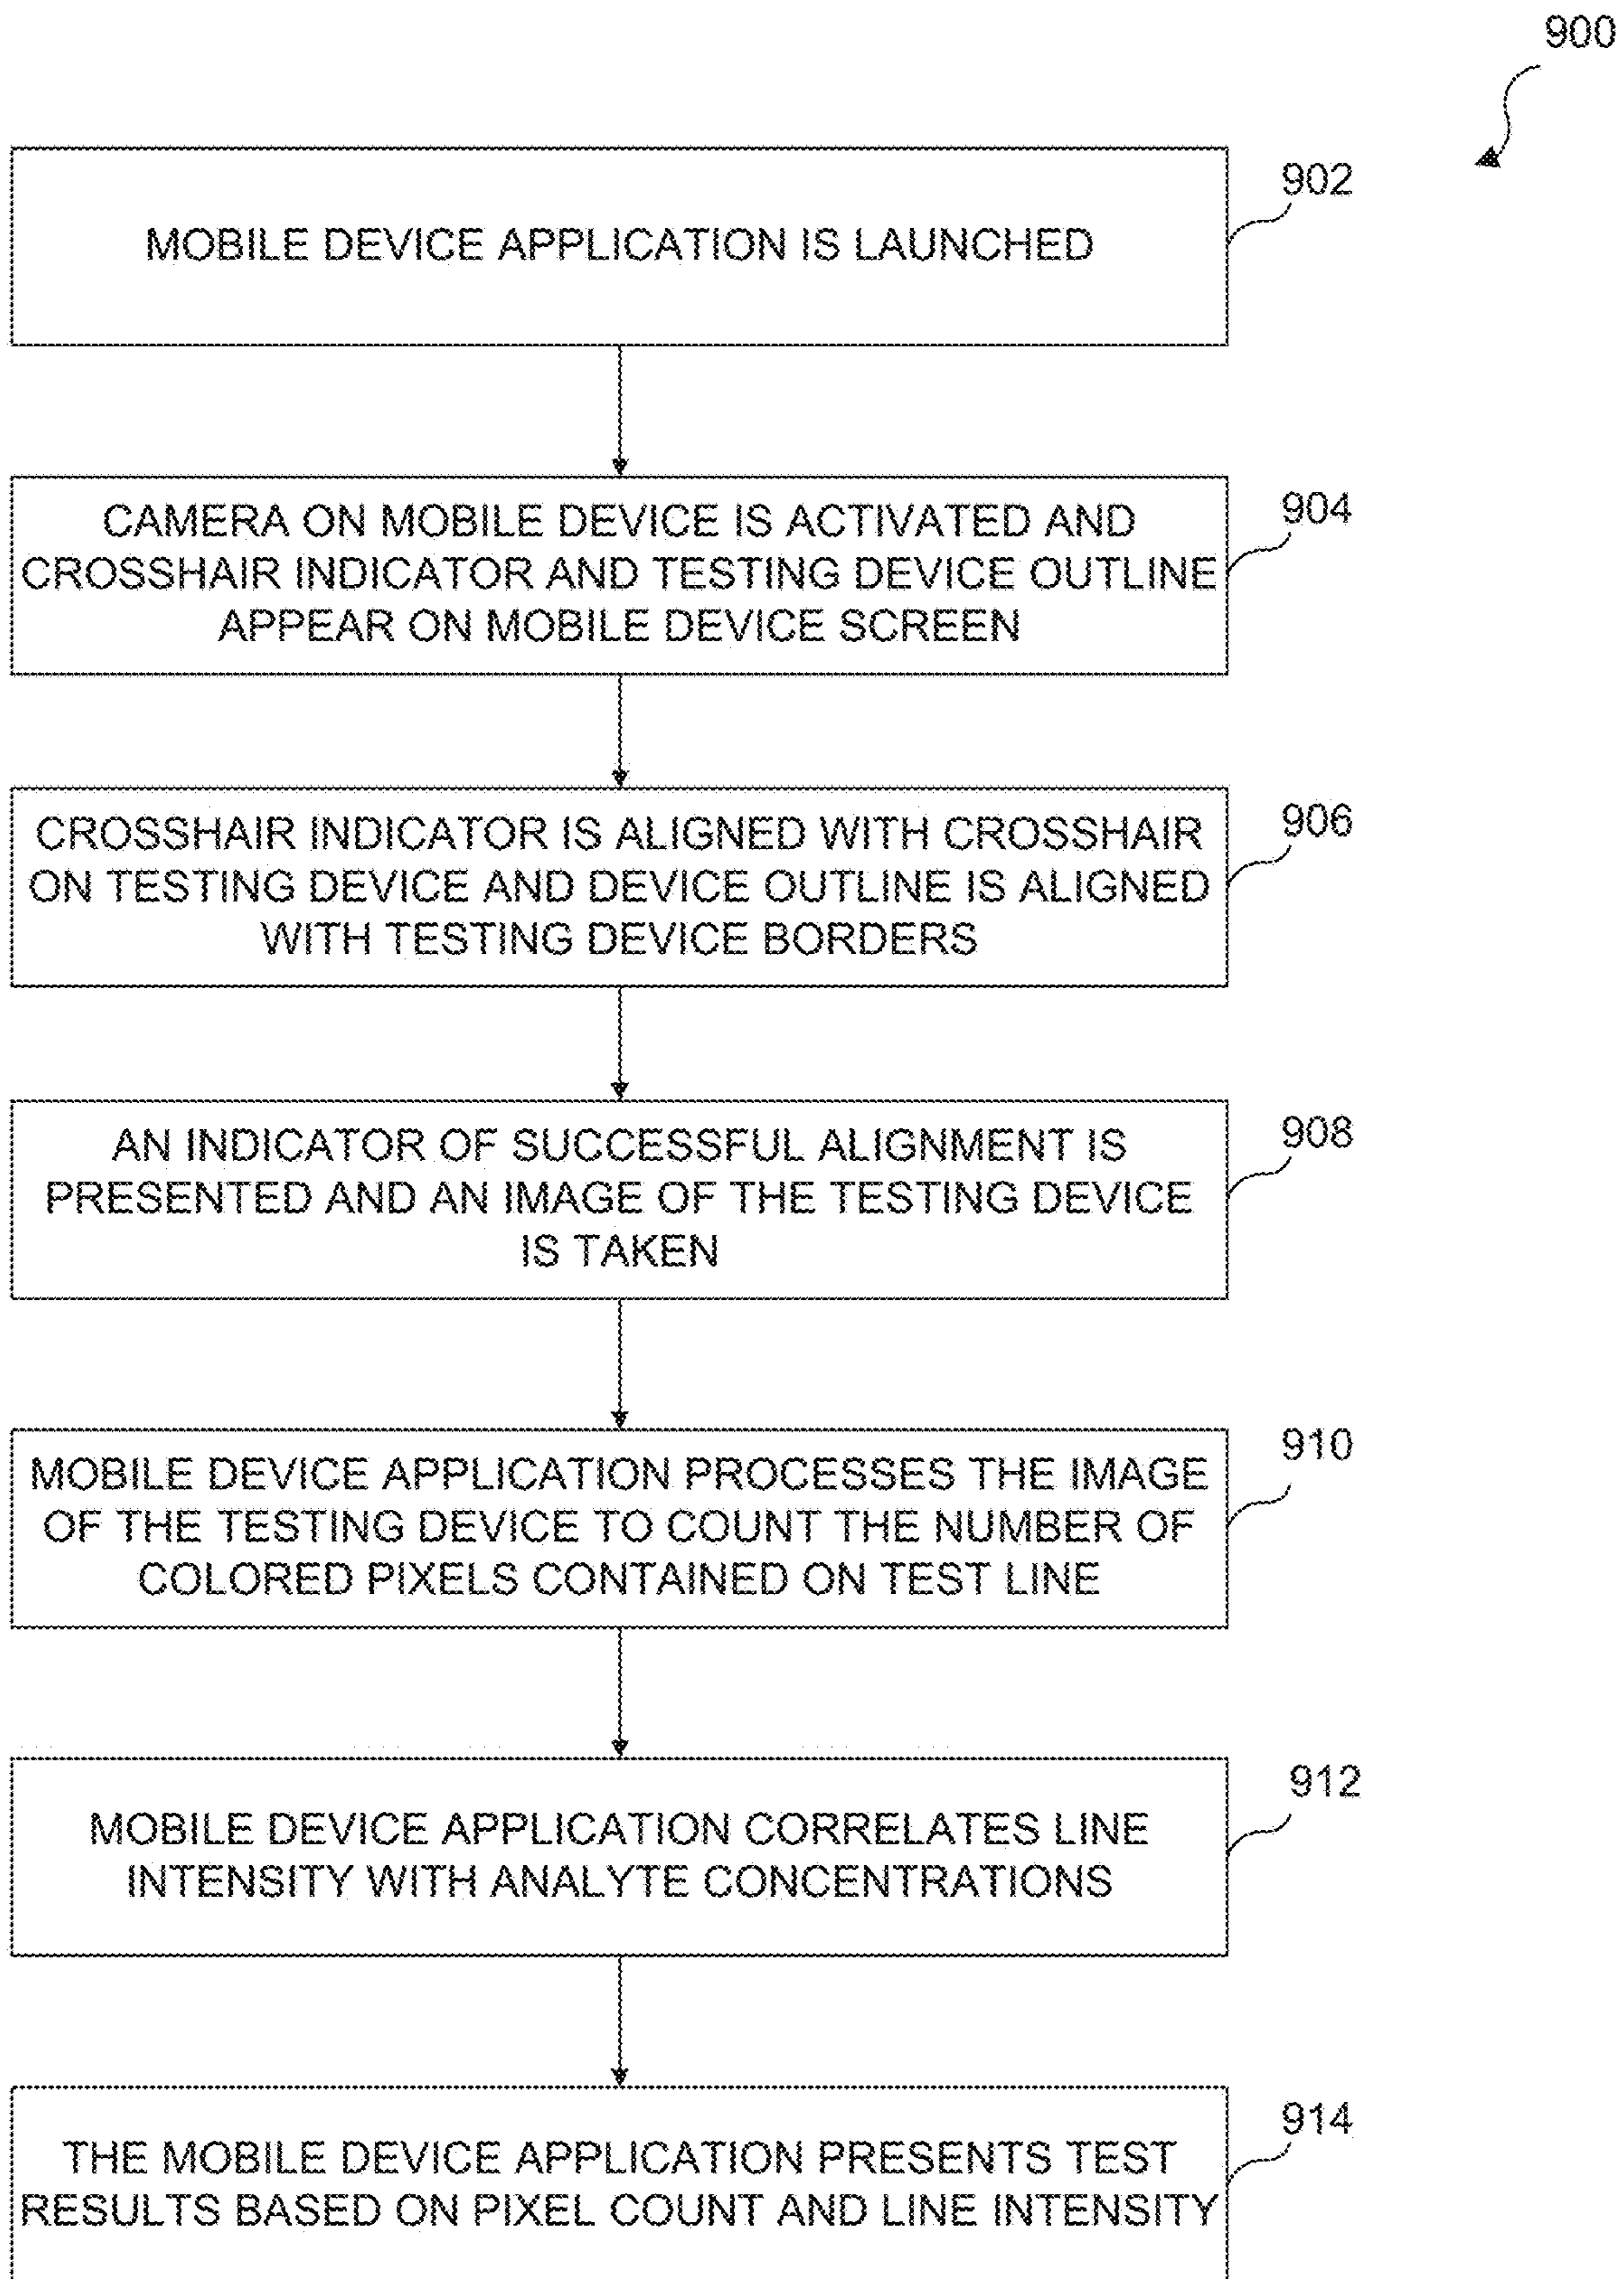 900
902
MOBILE DEVICE APPLICATION IS LAUNCHED
904
CAMERA ON MOBILE DEVICE IS ACTIVATED AND
CROSSHAIR INDICATOR AND TESTING DEVICE OUTLINE
APPEAR ON MOBILE DEVICE SCREEN
906
CROSSHAIR INDICATOR IS ALIGNED WITH CROSSHAIR
ON TESTING DEVICE AND DEVICE OUTLINE IS ALIGNED
WITH TESTING DEVICE BORDERS
908
AN INDICATOR OF SUCCESSFUL ALIGNMENT IS
PRESENTED AND AN IMAGE OF THE TESTING DEVICE
IS TAKEN
910
MOBILE DEVICE APPLICATION PROCESSES THE IMAGE
OF THE TESTING DEVICE TO COUNT THE NUMBER OF
COLORED PIXELS CONTAINED ON TEST LINE
912
MOBILE DEVICE APPLICATION CORRELATES LINE
INTENSITY WITH ANALYTE CONCENTRATIONS
914
THE MOBILE DEVICE APPLICATION PRESENTS TEST
RESULTS BASED ON PIXEL COUNT AND LINE INTENSITY